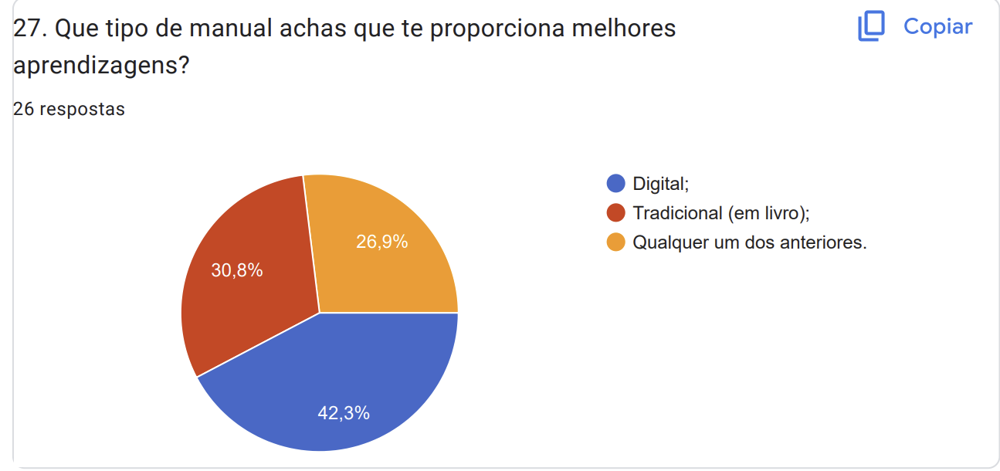 27. Que tipo de manual achas que te proporciona melhores
aprendizagens?
Copiar
26 respostas
Digital;
Tradicional (em livro);
Qualquer um dos anteriores.
26,9%
30,8%
42,3%